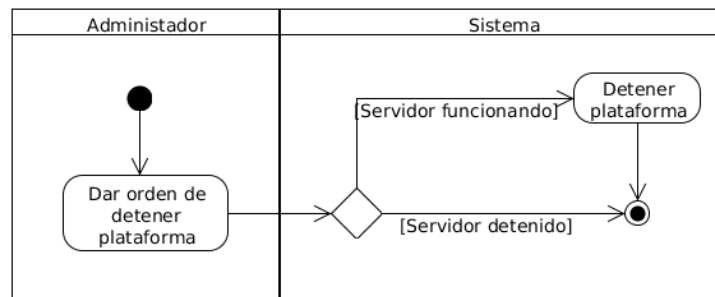 Administador
Sistema
Detener
plataforma
[Servidor funcionando]
Dar orden de
detener
plataforma
[Servidor detenido]